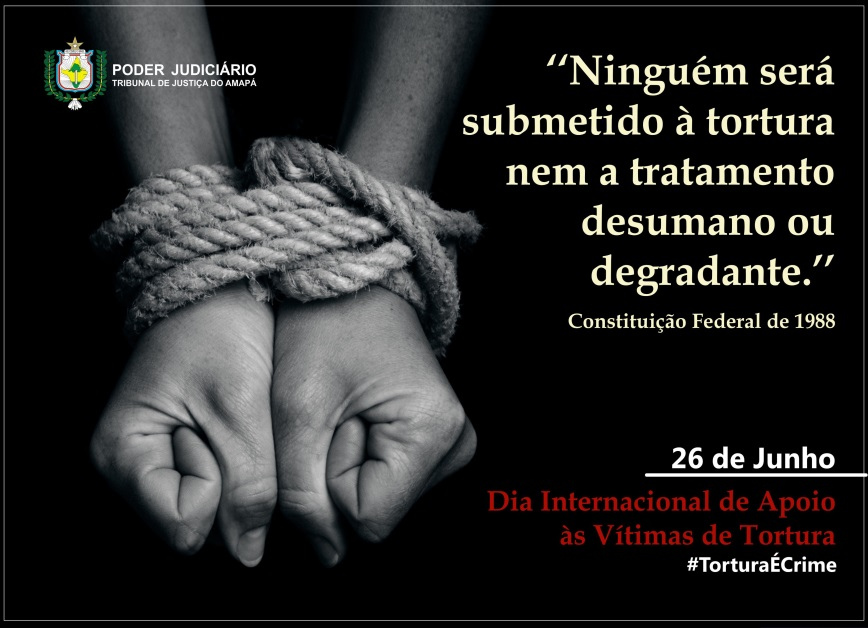 PODER JUDICIÁRIO
TRIBUNAL DE JUSTIÇA DO AMAPÁ
“Ninguém será
submetido à tortura
nem a tratamento
desumano ou
degradante.”
Constituição Federal de 1988
26 de Junho
Dia Internacional de Apoio
às Vítimas de Tortura
#TorturaÉCrime